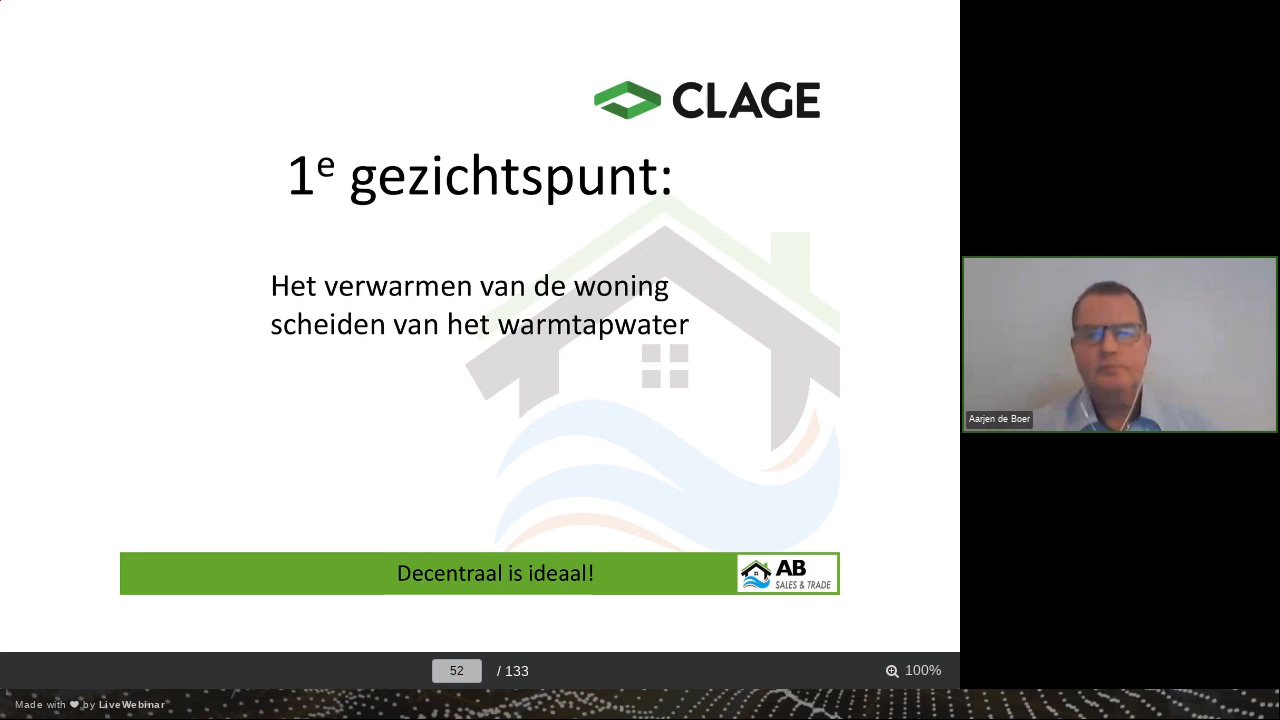 CLAGE
1e gezichtspunt:
Het verwarmen van de woning
scheiden van het warmtapwater
Decentraal is ideaal!
AB
SALES & TRADE
Aarjen de Boer
52 / 133
100%
Made with ❤ by LiveWebinar